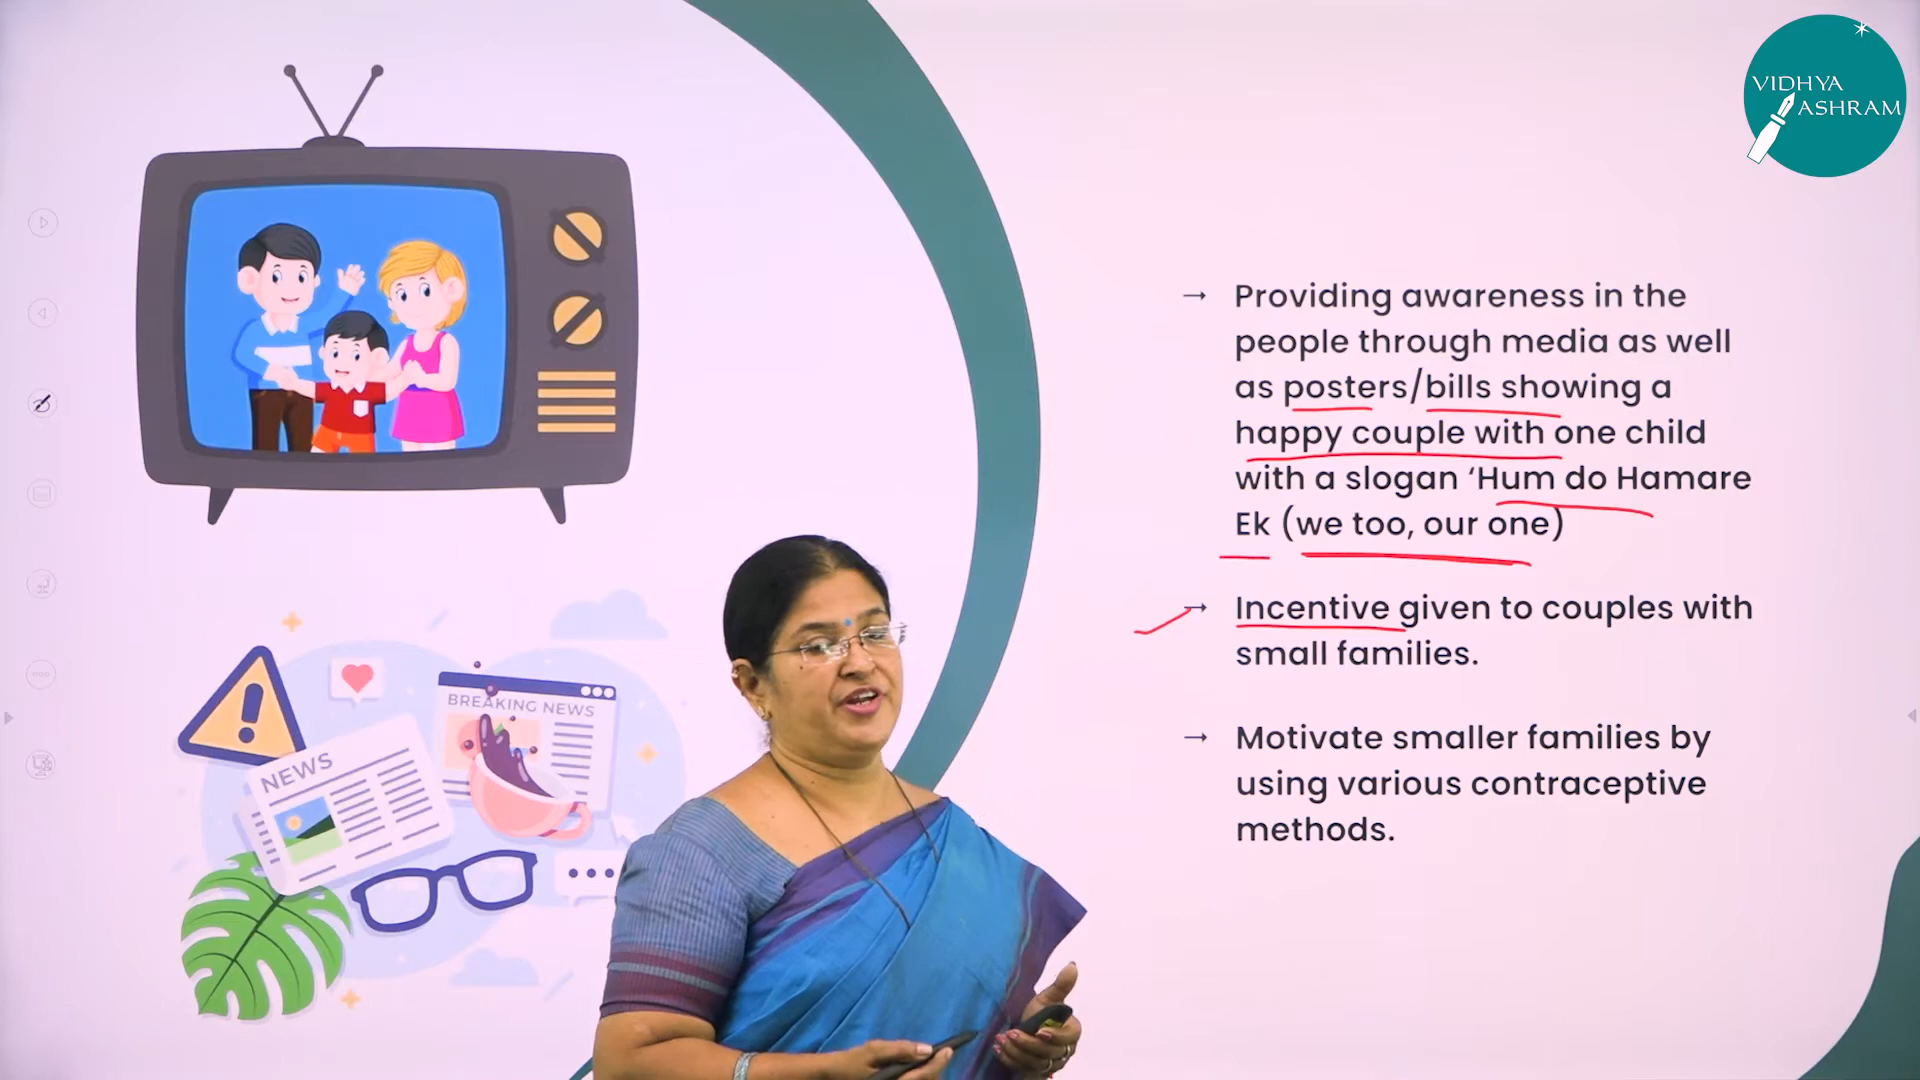 VIDHYA
ASHRAM
→ Providing awareness in the
people through media as well
as posters/bills showing a
happy couple with one child
with a slogan ‘Hum do Hamare
Ek (we too, our one)
→ Incentive given to couples with
small families.
→ Motivate smaller families by
using various contraceptive
methods.
NEWS
BREAKING NEWS